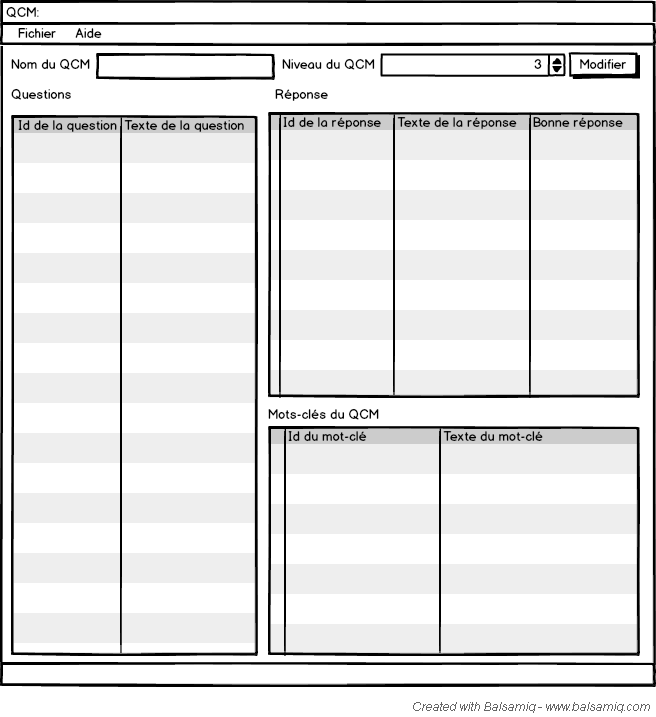 QCM:
Fichier Aide
Nom du QCM Niveau du QCM 3 Modifier
Questions Réponse
Id de la question Texte de la question Id de la réponse Texte de la réponse Bonne réponse
Mots-clés du QCM
Id du mot-clé Texte du mot-clé
Created with Balsamiq - www.balsamiq.com